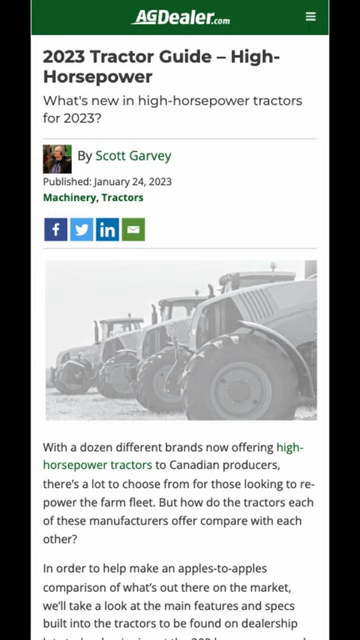 AGDealer.com
2023 Tractor Guide – High-
Horsepower
What's new in high-horsepower tractors
for 2023?
By Scott Garvey
Published: January 24, 2023
Machinery, Tractors
With a dozen different brands now offering high-
horsepower tractors to Canadian producers,
there's a lot to choose from for those looking to re-
power the farm fleet. But how do the tractors each
of these manufacturers offer compare with each
other?
In order to help make an apples-to-apples
comparison of what's out there on the market,
we'll take a look at the main features and specs
built into the tractors to be found on dealership